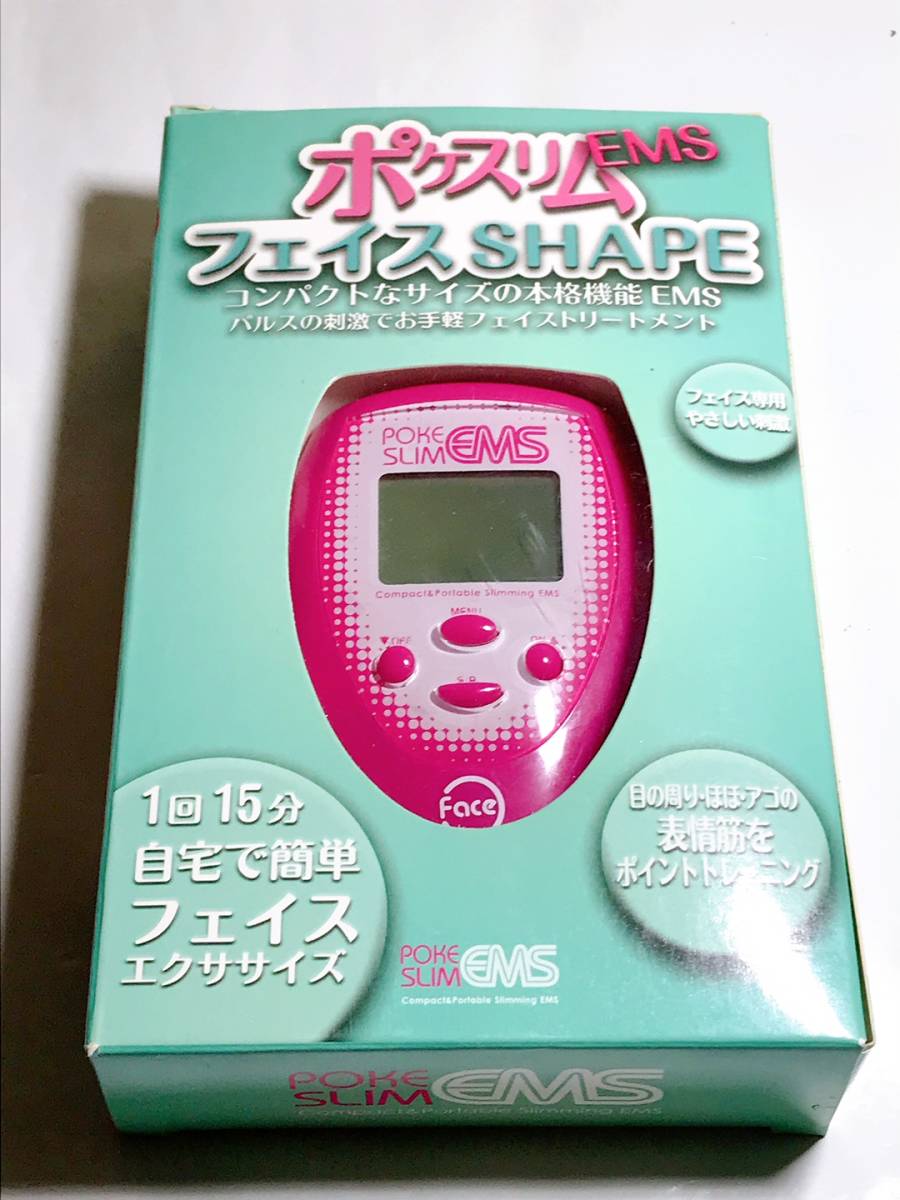 ポケスリムEMS
フェイスSHAPE
コンパクトなサイズの本格機能 EMS
パルスの刺激でお手軽フェイストリートメント
フェイス専用
やさしい刺激
POKE
SLIM EMS
Compact&Portable Slimming EMS
MENU
▼.OFF
ON.▲
S/P
Face
1回15分
自宅で簡単
フェイス
エクササイズ
目の周り・ほほ・アゴの
表情筋を
ポイントトレーニング
POKE
SLIM EMS
Compact&Portable Slimming EMS
POKE
SLIM EMS
Compact&Portable Slimming EMS